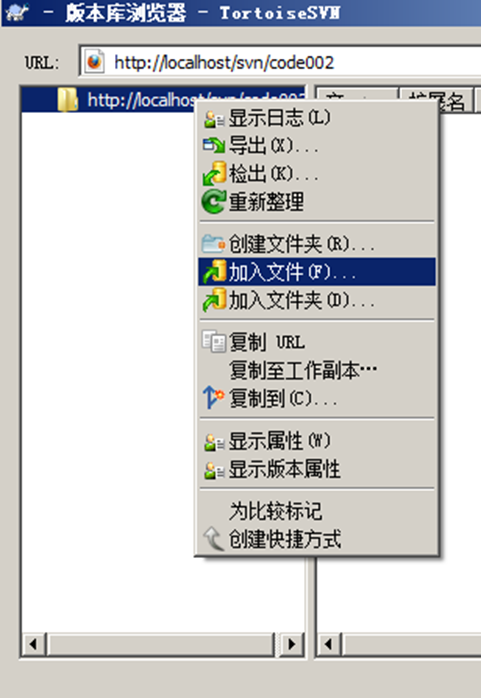 - 版本库浏览器 - TortoiseSVN
URL: http://localhost/svn/code002
http://localhost/svn/code002
扩展名
显示日志(L)
导出(X)...
检出(K)...
重新整理
创建文件夹(R)...
加入文件(F)...
加入文件夹(D)...
复制 URL
复制至工作副本…
复制到(C)...
显示属性(W)
显示版本属性
为比较标记
创建快捷方式